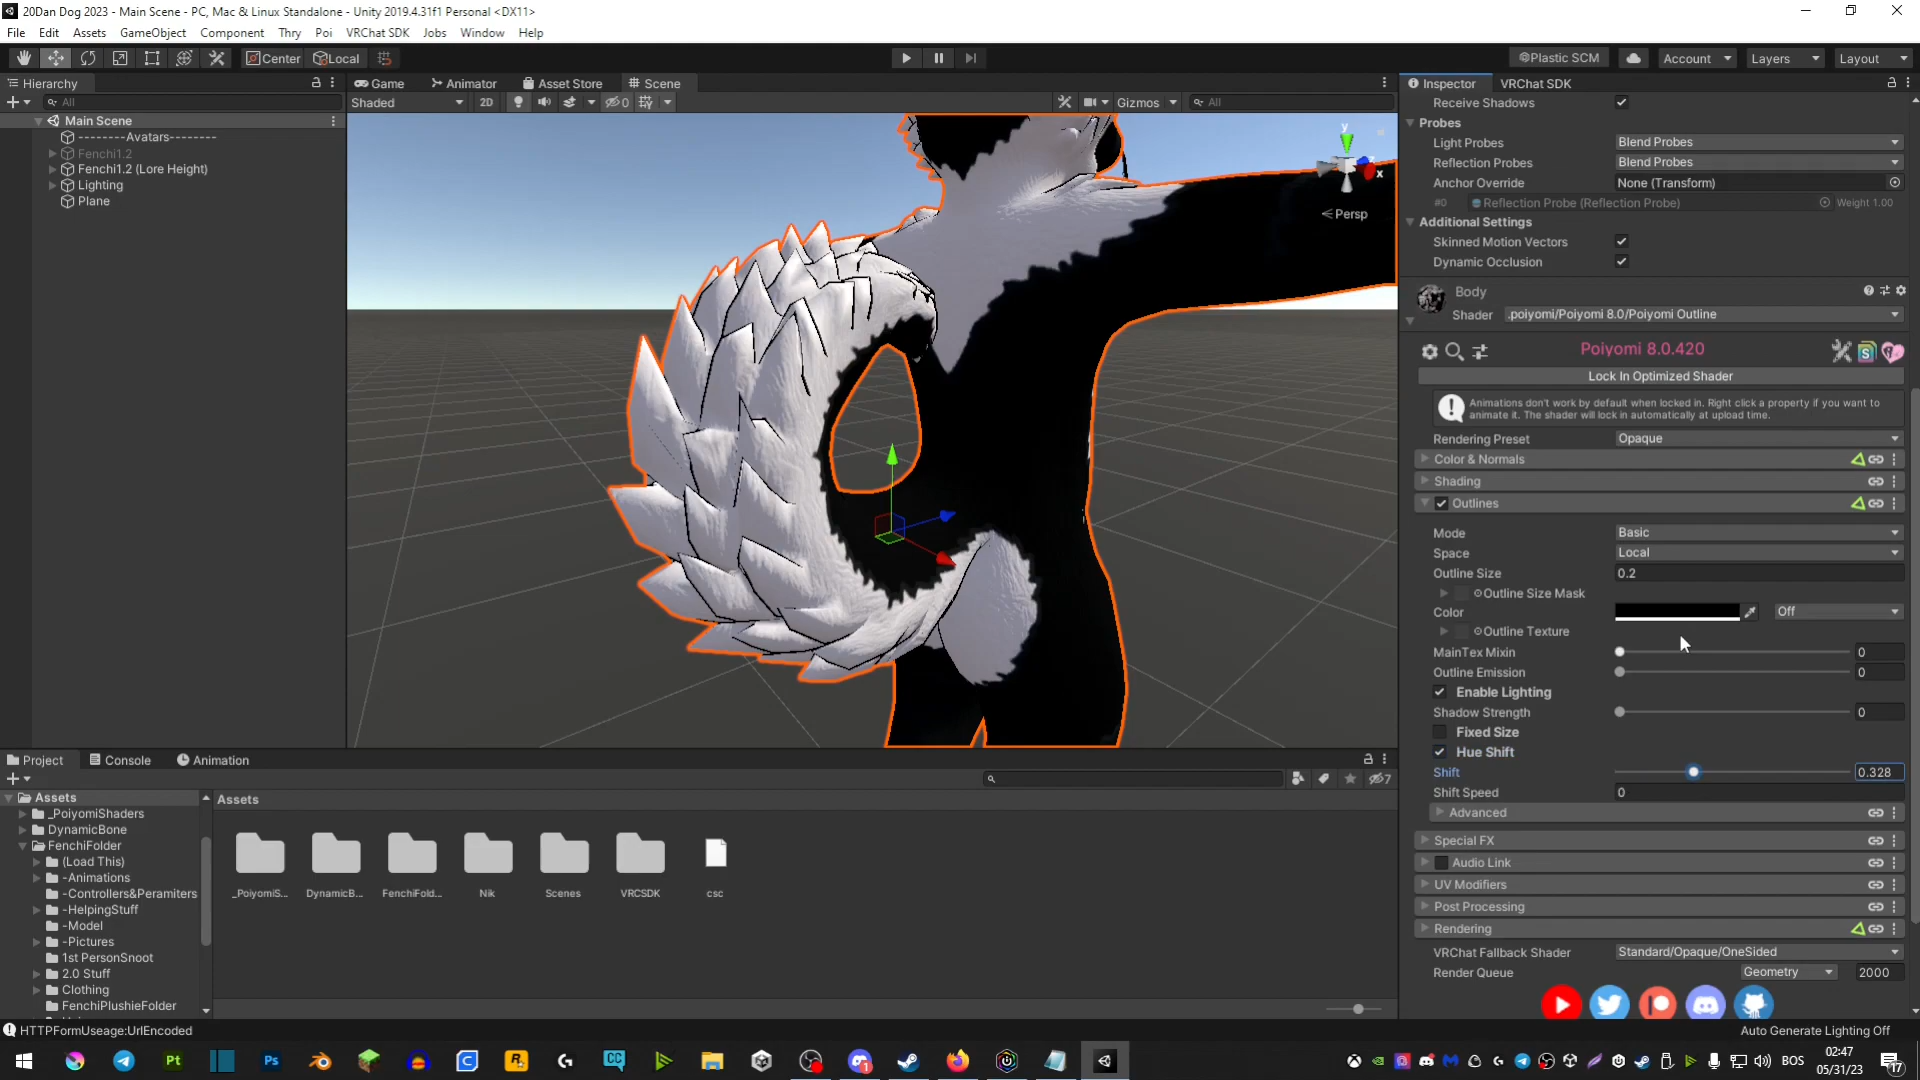 20Dan Dog 2023 - Main Scene - PC, Mac & Linux Standalone - Unity 2019.4.31f1 Personal <DX11>
File Edit Assets GameObject Component Thry Poi VRChat SDK Jobs Window Help
Center Local Plastic SCM Account Layers Layout
Hierarchy Game Animator Asset Store Scene Inspector VRChat SDK
All Shaded 2D 0 Gizmos All
Main Scene
--------Avatars--------
Fenchi1.2
Fenchi1.2 (Lore Height)
Lighting
Plane
y
x
Persp
Receive Shadows
Probes
Light Probes Blend Probes
Reflection Probes Blend Probes
Anchor Override None (Transform)
#0 Reflection Probe (Reflection Probe) Weight 1.00
Additional Settings
Skinned Motion Vectors
Dynamic Occlusion
Body
Shader .poiyomi/Poiyomi 8.0/Poiyomi Outline
Poiyomi 8.0.420
Lock In Optimized Shader
Animations don't work by default when locked in. Right click a property if you want to animate it. The shader will lock in automatically at upload time.
Rendering Preset Opaque
Color & Normals
Shading
Outlines
Mode Basic
Space Local
Outline Size 0.2
Outline Size Mask
Color Off
Outline Texture
MainTex Mixin 0
Outline Emission 0
Enable Lighting
Shadow Strength 0
Fixed Size
Hue Shift
Shift 0.328
Shift Speed 0
Advanced
Special FX
Audio Link
UV Modifiers
Post Processing
Rendering
VRChat Fallback Shader Standard/Opaque/OneSided
Render Queue Geometry 2000
Project Console Animation
7
Assets
_PoiyomiShaders
DynamicBone
FenchiFolder
(Load This)
-Animations
-Controllers&Peramiters
-HelpingStuff
-Model
-Pictures
1st PersonSnoot
2.0 Stuff
Clothing
FenchiPlushieFolder
Assets
_PoiyomiS... DynamicB... FenchiFold... Nik Scenes VRCSDK csc
HTTPFormUseage:UrlEncoded
Auto Generate Lighting Off
Pt Ps CC
BOS
02:47
05/31/23
17